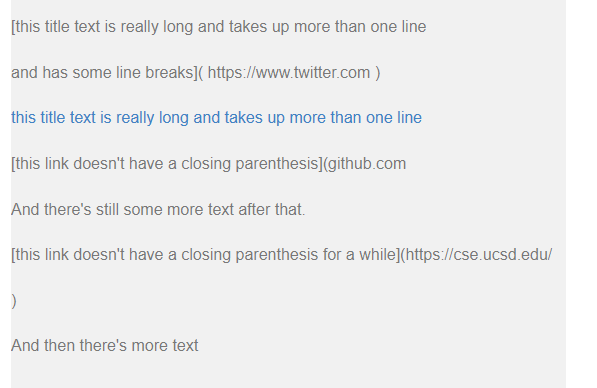 [this title text is really long and takes up more than one line
and has some line breaks]( https://www.twitter.com )
this title text is really long and takes up more than one line
[this link doesn't have a closing parenthesis](github.com
And there's still some more text after that.
[this link doesn't have a closing parenthesis for a while](https://cse.ucsd.edu/
)
And then there's more text